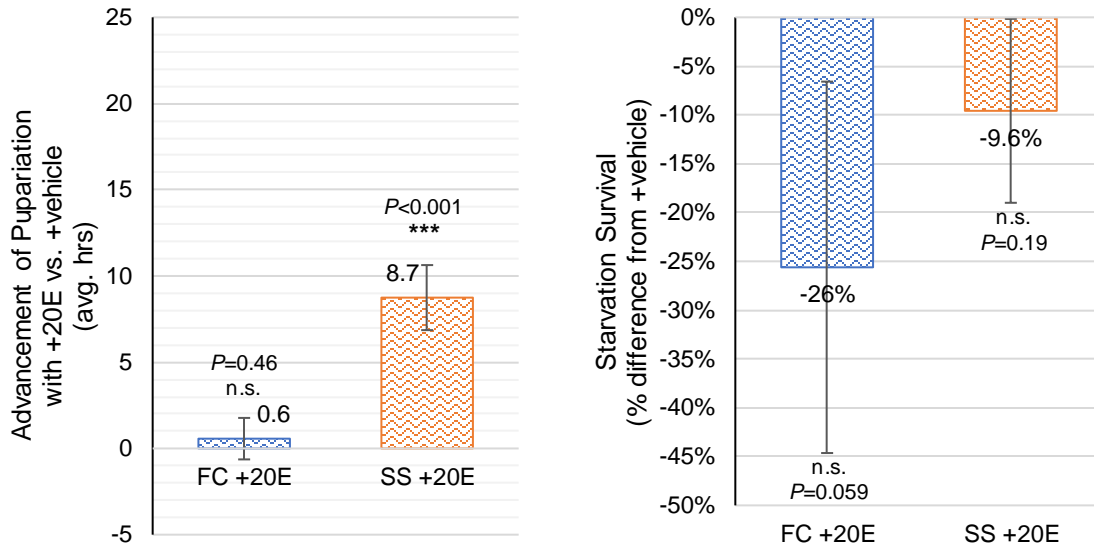 Advancement of Pupariation
with +20E vs. +vehicle
(avg. hrs)
25
20
15
10
5
0
-5
P=0.46
n.s.
0.6
P<0.001
***
8.7
FC +20E
SS +20E
Starvation Survival
(% difference from +vehicle)
0%
-5%
-10%
-15%
-20%
-25%
-30%
-35%
-40%
-45%
-50%
-26%
n.s.
P=0.059
-9.6%
n.s.
P=0.19
FC +20E
SS +20E